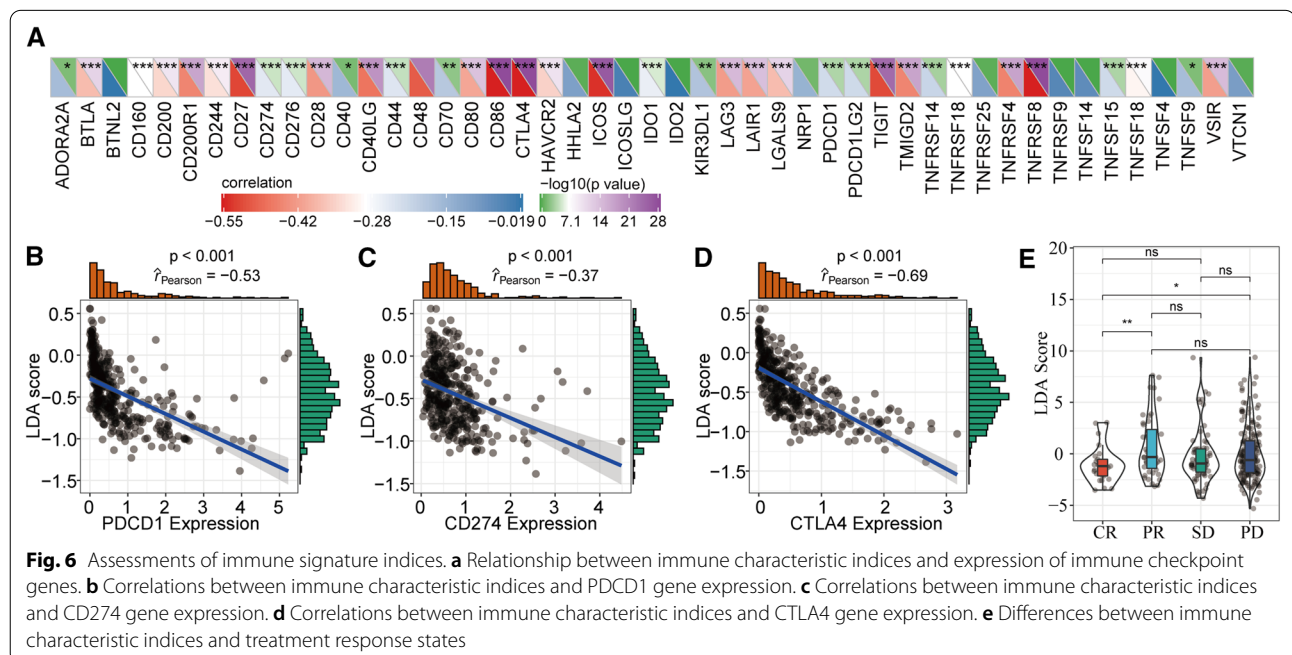 A
* *** *** *** *** *** *** *** *** *** * *** *** ** *** *** *** *** *** *** ** *** *** *** *** *** *** *** *** *** *** *** *** *** * ***
ADORA2A BTLA BTNL2 CD160 CD200 CD200R1 CD244 CD27 CD274 CD276 CD28 CD40 CD40LG CD44 CD48 CD70 CD80 CD86 CTLA4 HAVCR2 HHLA2 ICOS ICOSLG IDO1 IDO2 KIR3DL1 LAG3 LAIR1 LGALS9 NRP1 PDCD1 PDCD1LG2 TIGIT TMIGD2 TNFRSF14 TNFRSF18 TNFRSF25 TNFRSF4 TNFRSF8 TNFRSF9 TNFSF14 TNFSF15 TNFSF18 TNFSF4 TNFSF9 VSIR VTCN1
correlation −log10(p value)
−0.55 −0.42 −0.28 −0.15 −0.019 0 7.1 14 21 28
B
p < 0.001
r̂Pearson = −0.53
LDA score
0.5
0.0
−0.5
−1.0
−1.5
0 1 2 3 4 5
PDCD1 Expression
C
p < 0.001
r̂Pearson = −0.37
LDA score
0.5
0.0
−0.5
−1.0
−1.5
0 1 2 3 4
CD274 Expression
D
p < 0.001
r̂Pearson = −0.69
LDA score
0.5
0.0
−0.5
−1.0
−1.5
0 1 2 3
CTLA4 Expression
E
LDA Score
20
15
10
5
0
−5
ns
ns
*
ns
**
ns
CR PR SD PD
Fig. 6 Assessments of immune signature indices. a Relationship between immune characteristic indices and expression of immune checkpoint
genes. b Correlations between immune characteristic indices and PDCD1 gene expression. c Correlations between immune characteristic indices
and CD274 gene expression. d Correlations between immune characteristic indices and CTLA4 gene expression. e Differences between immune
characteristic indices and treatment response states